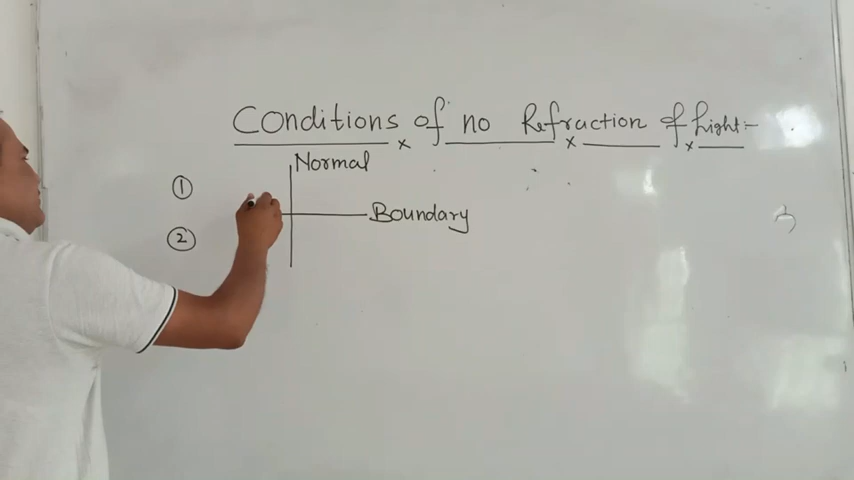 Conditions of no Refraction of Light:-
Normal
①
Boundary
②